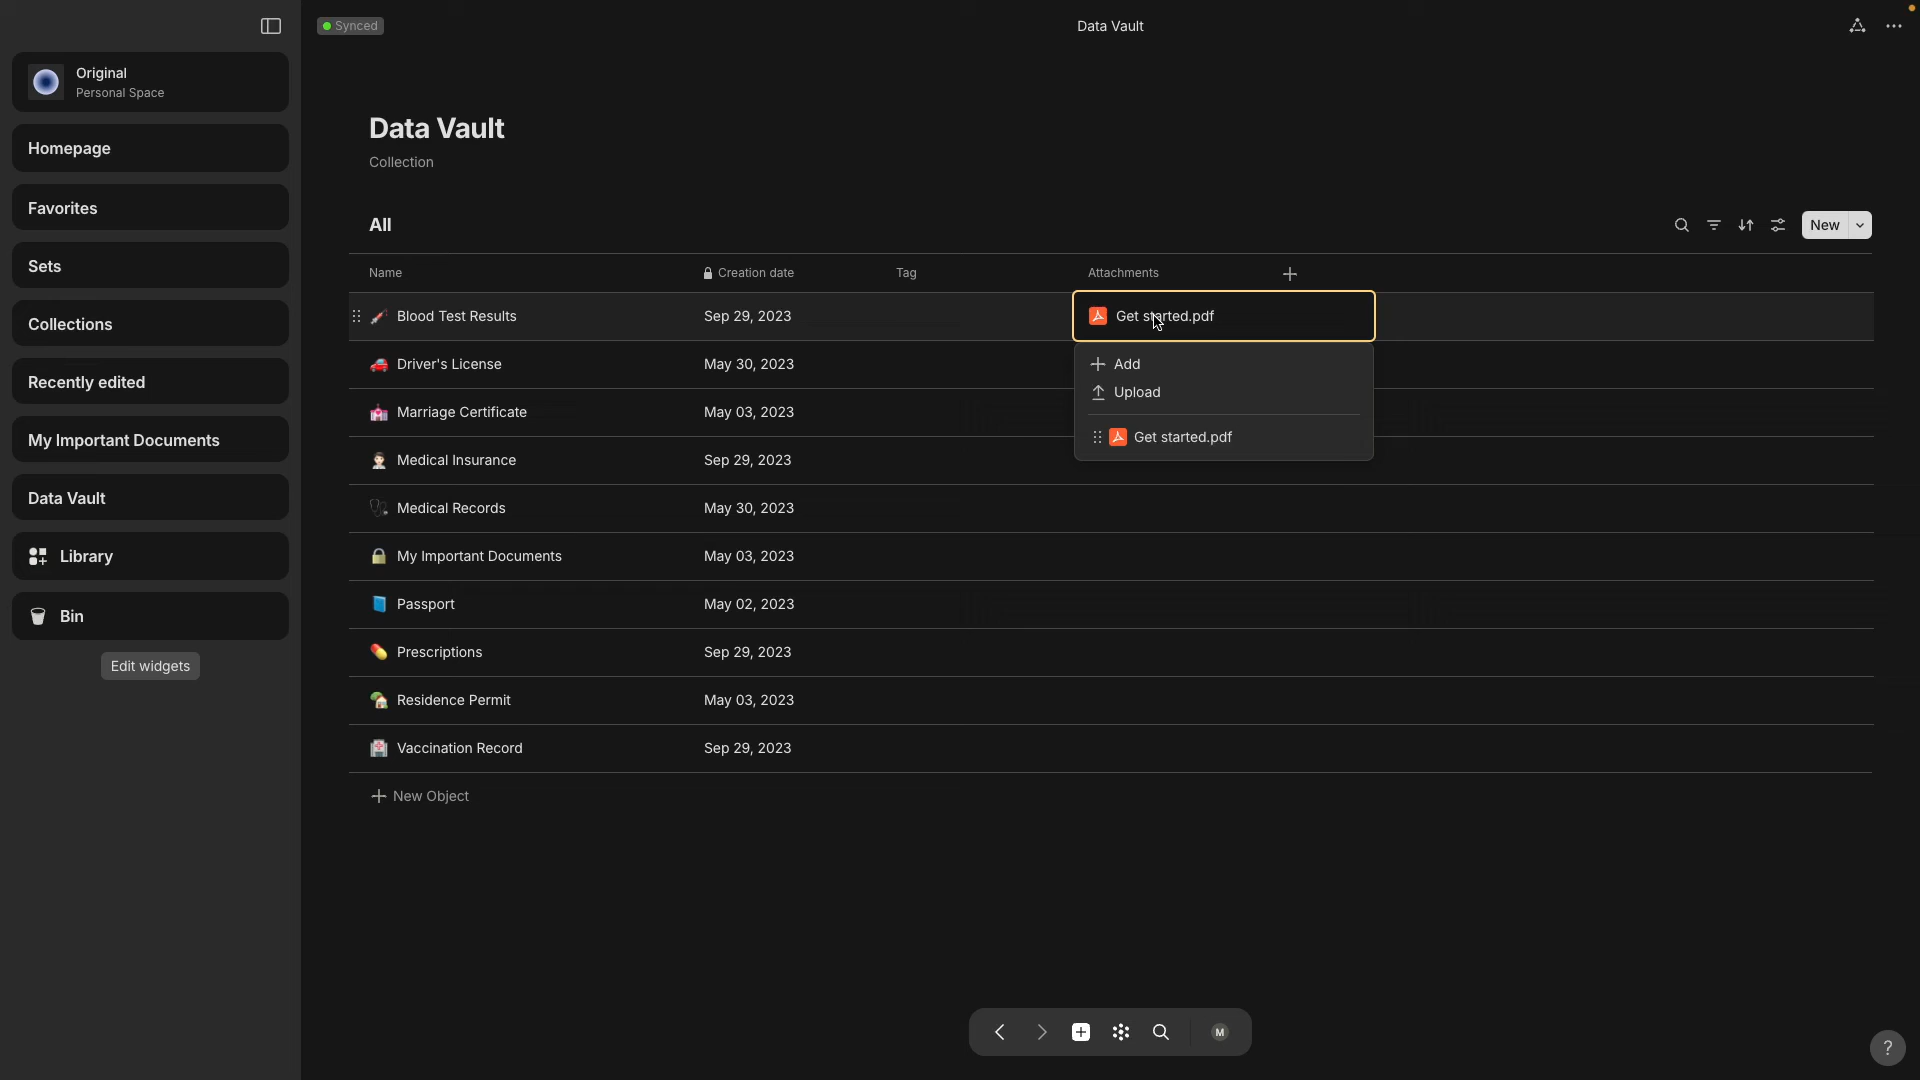 Synced
Data Vault
Original
Personal Space
Homepage
Favorites
Sets
Collections
Recently edited
My Important Documents
Data Vault
Library
Bin
Edit widgets
Data Vault
Collection
All
New
Name Creation date Tag Attachments
Blood Test Results Sep 29, 2023 Get started.pdf
Driver's License May 30, 2023
Add
Upload
Get started.pdf
Marriage Certificate May 03, 2023
Medical Insurance Sep 29, 2023
Medical Records May 30, 2023
My Important Documents May 03, 2023
Passport May 02, 2023
Prescriptions Sep 29, 2023
Residence Permit May 03, 2023
Vaccination Record Sep 29, 2023
New Object
M
?